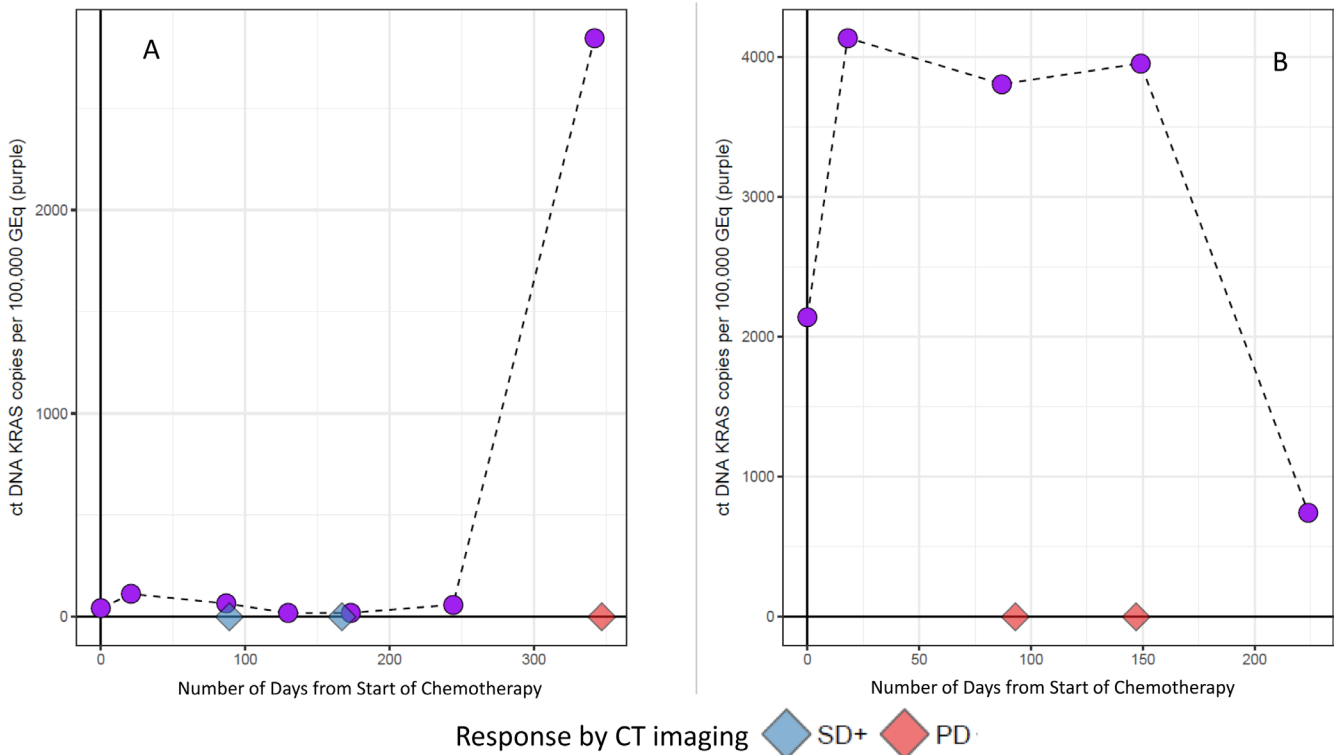 A
ct DNA KRAS copies per 100,000 GEq (purple)
2000
1000
0
0 100 200 300
Number of Days from Start of Chemotherapy
B
ct DNA KRAS copies per 100,000 GEq (purple)
4000
3000
2000
1000
0
0 50 100 150 200
Number of Days from Start of Chemotherapy
Response by CT imaging SD+ PD